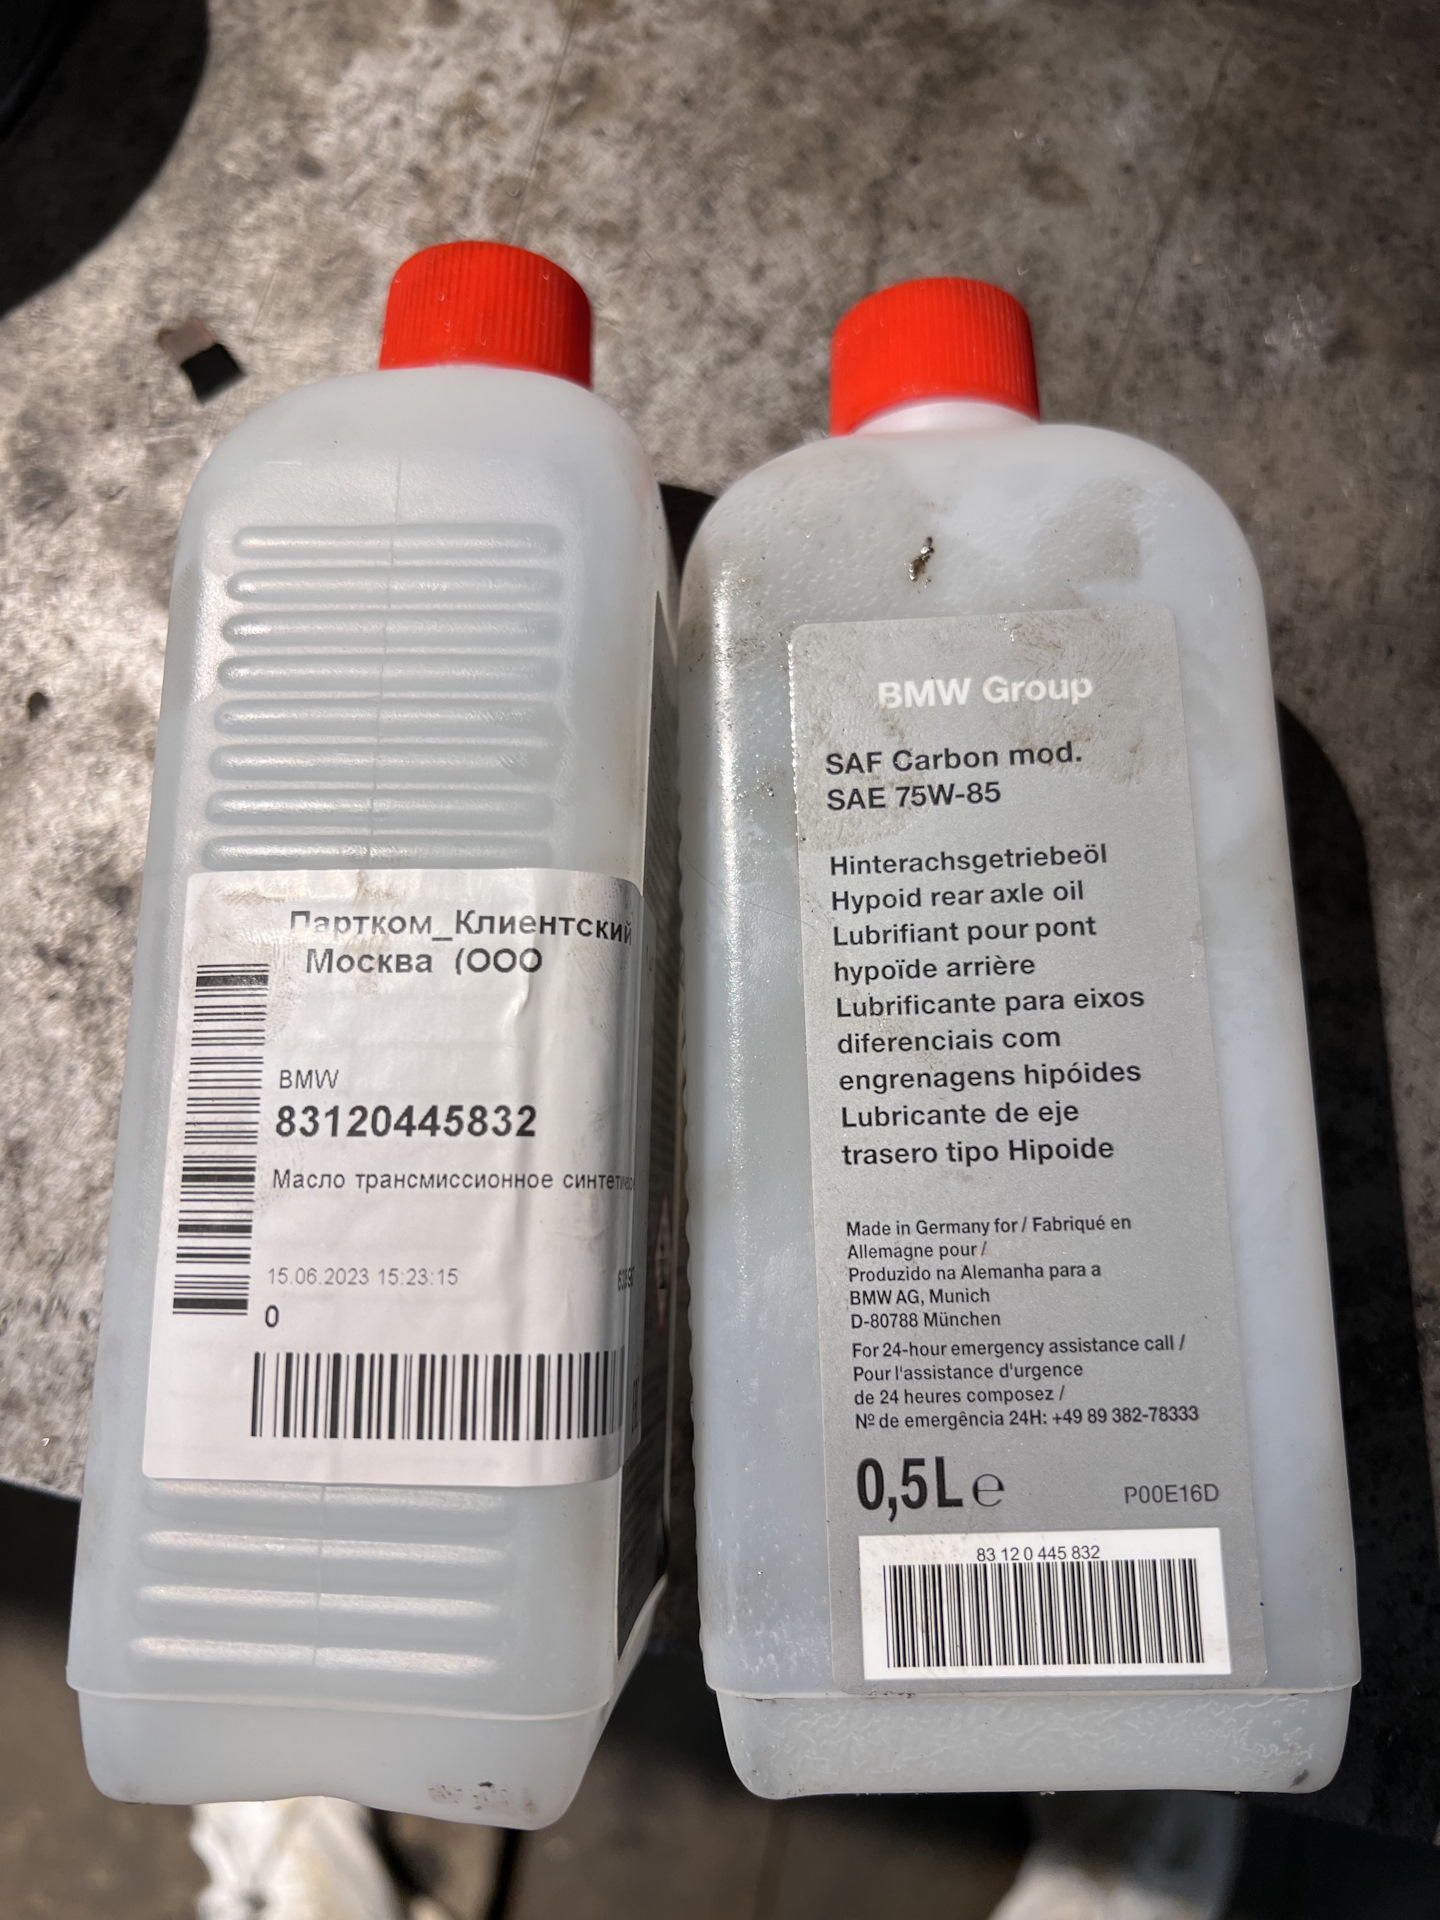 Партком_Клиентский
Москва (ООО
BMW
83120445832
Масло трансмиссионное
15.06.2023 15:23:15
0
BMW Group
SAF Carbon mod.
SAE 75W-85
Hinterachsgetriebeöl
Hypoid rear axle oil
Lubrifiant pour pont
hypoïde arrière
Lubrificante para eixos
diferenciais com
engrenagens hipóides
Lubricante de eje
trasero tipo Hipoide
Made in Germany for / Fabriqué en
Allemagne pour /
Produzido na Alemanha para a
BMW AG, Munich
D-80788 München
For 24-hour emergency assistance call /
Pour l'assistance d'urgence
de 24 heures composez /
Nº de emergência 24H: +49 89 382-78333
0,5L e
P00E16D
83 12 0 445 832